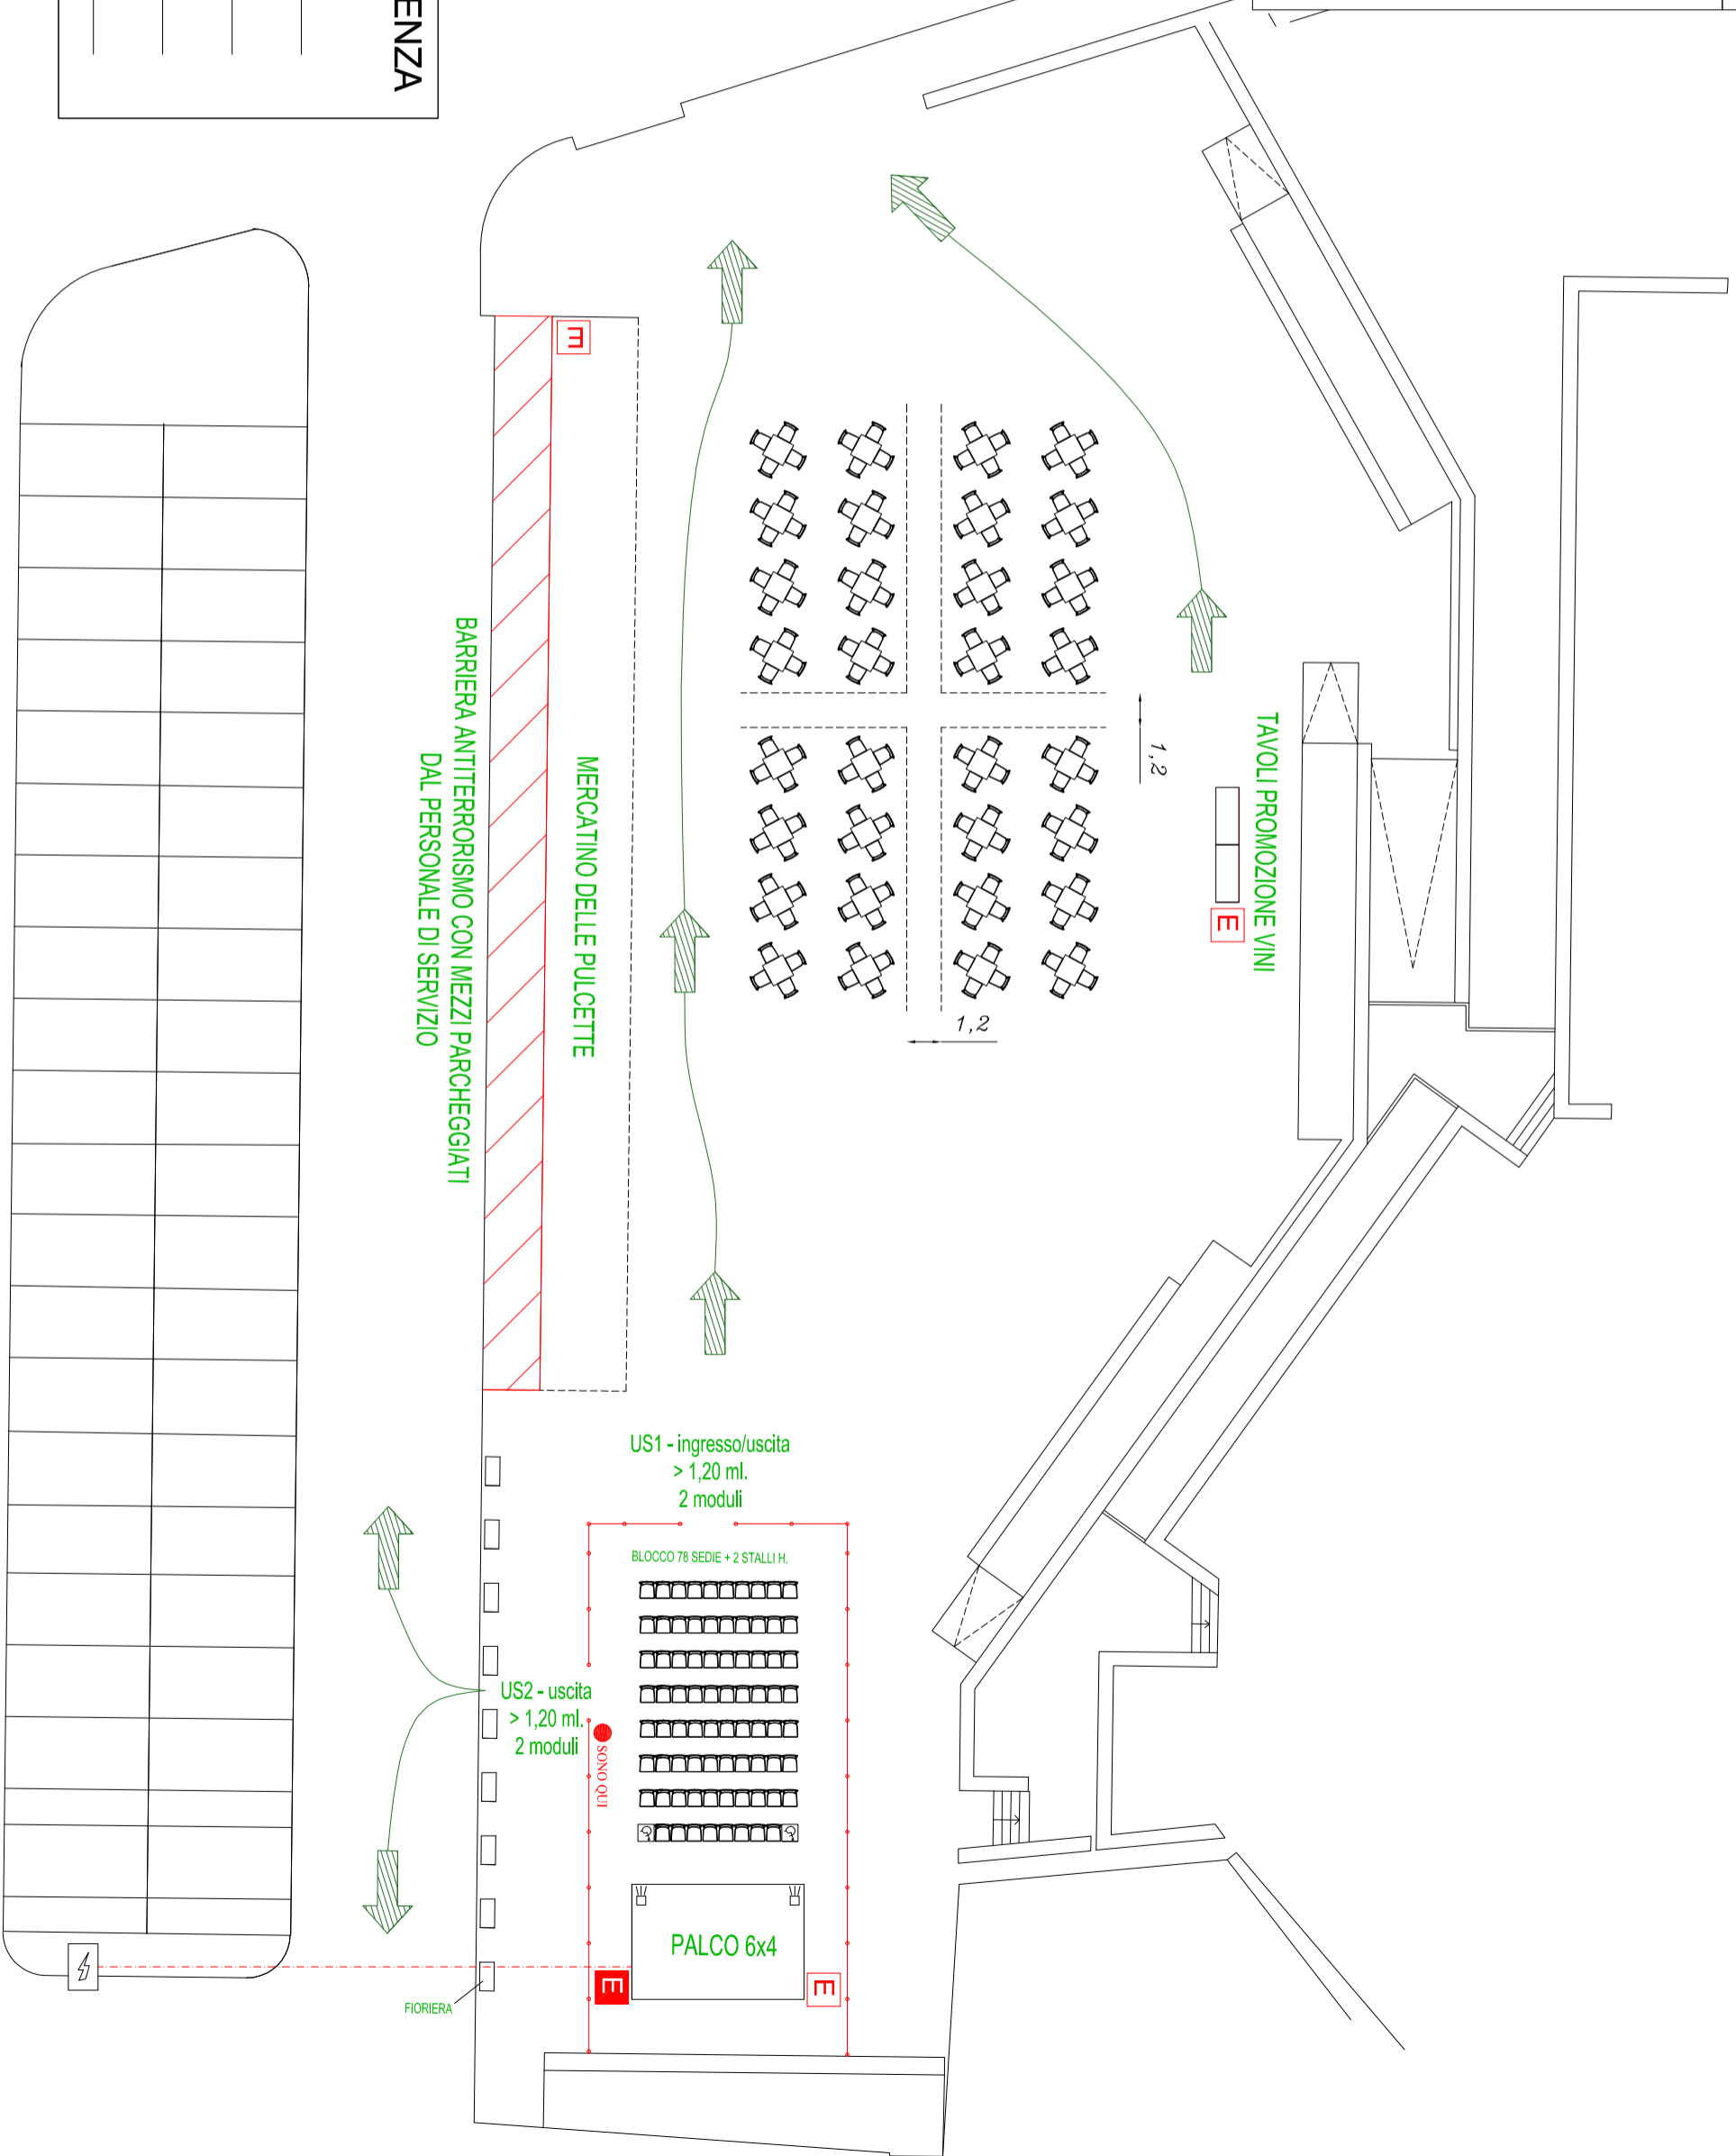 ENZA
E
TAVOLI PROMOZIONE VINI
1,2
E
1,2
MERCATINO DELLE PULCETTE
BARRIERA ANTITERRORISMO CON MEZZI PARCHEGGIATI
DAL PERSONALE DI SERVIZIO
US1 - ingresso/uscita
> 1,20 ml.
2 moduli
BLOCCO 78 SEDIE + 2 STALLI H.
US2 - uscita
> 1,20 ml.
2 moduli
SONO QUI
PALCO 6x4
E
E
FIORIERA